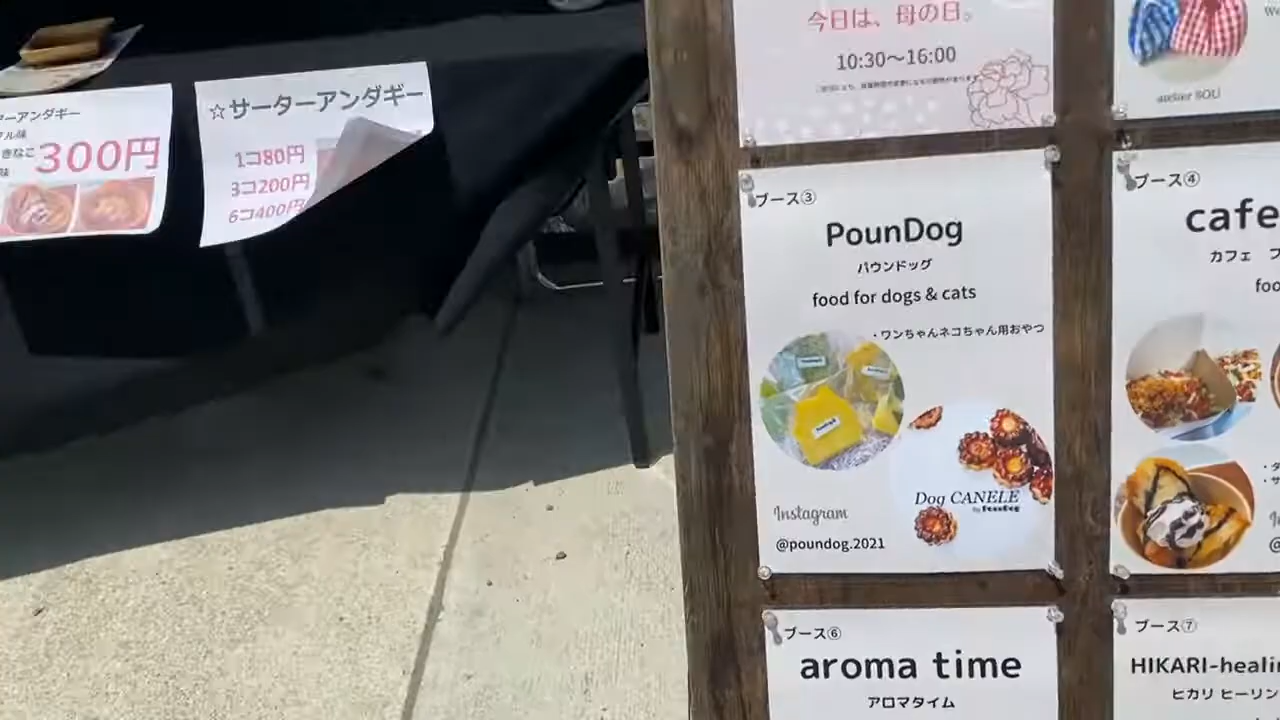 ターアンダギー
きなこ
300円
☆サーターアンダギー
1コ80円
3コ200円
6コ400円
今日は、母の日。
10:30〜16:00
atelier SOU
ブース③
PounDog
パウンドッグ
food for dogs & cats
・ワンちゃんネコちゃん用おやつ
Dog CANELE
by PounDog
Instagram
@poundog.2021
ブース④
cafe
カフェ
foo
ブース⑥
aroma time
アロマタイム
ブース⑦
HIKARI-healin
ヒカリ ヒーリン